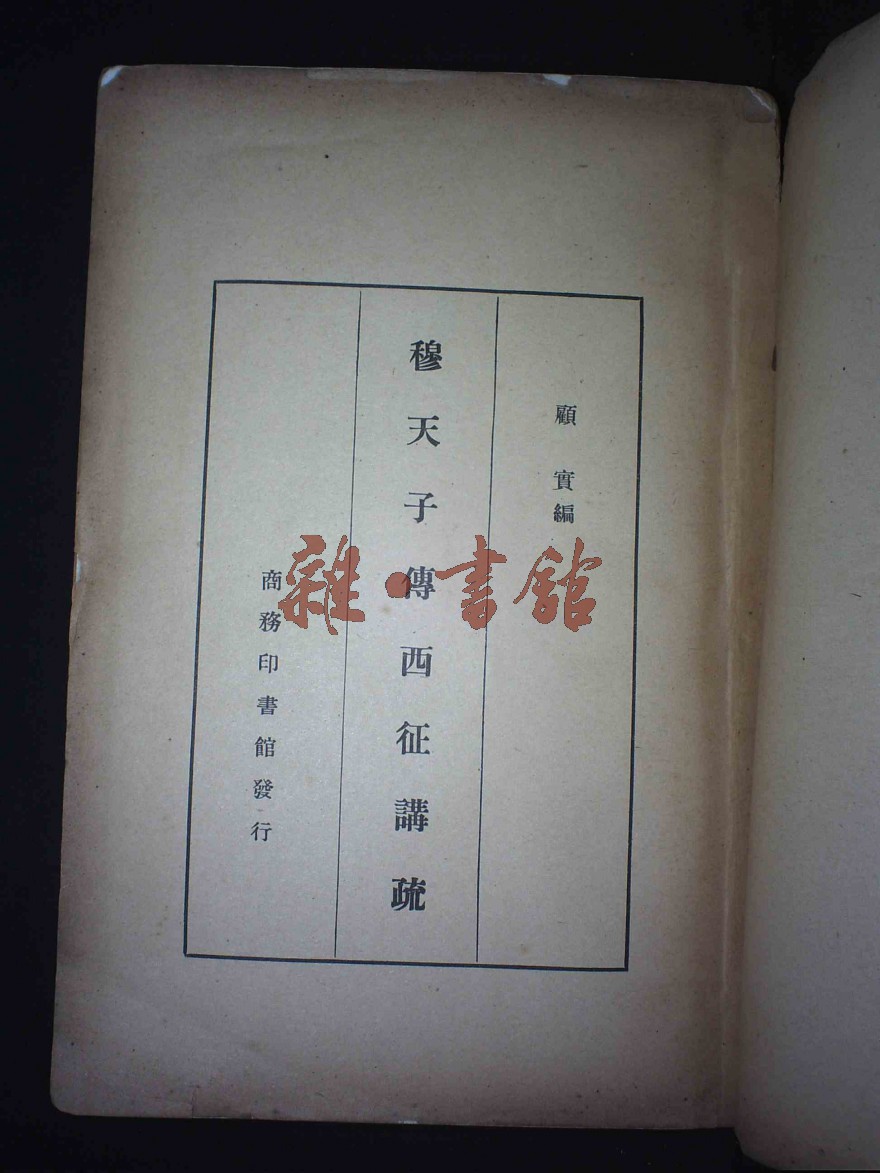 顧實編
穆天子傳西征講疏
商務印書館發行
雜·書館